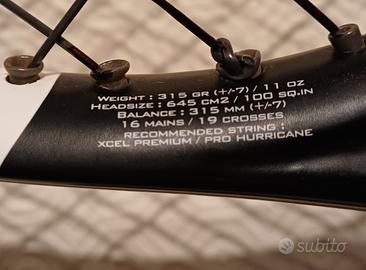 WEIGHT : 315 GR (+/-7) / 11 OZ
HEADSIZE : 645 CM2 / 100 SQ.IN
BALANCE : 315 MM (+/-7)
16 MAINS / 19 CROSSES
RECOMMENDED STRING :
XCEL PREMIUM / PRO HURRICANE
subito